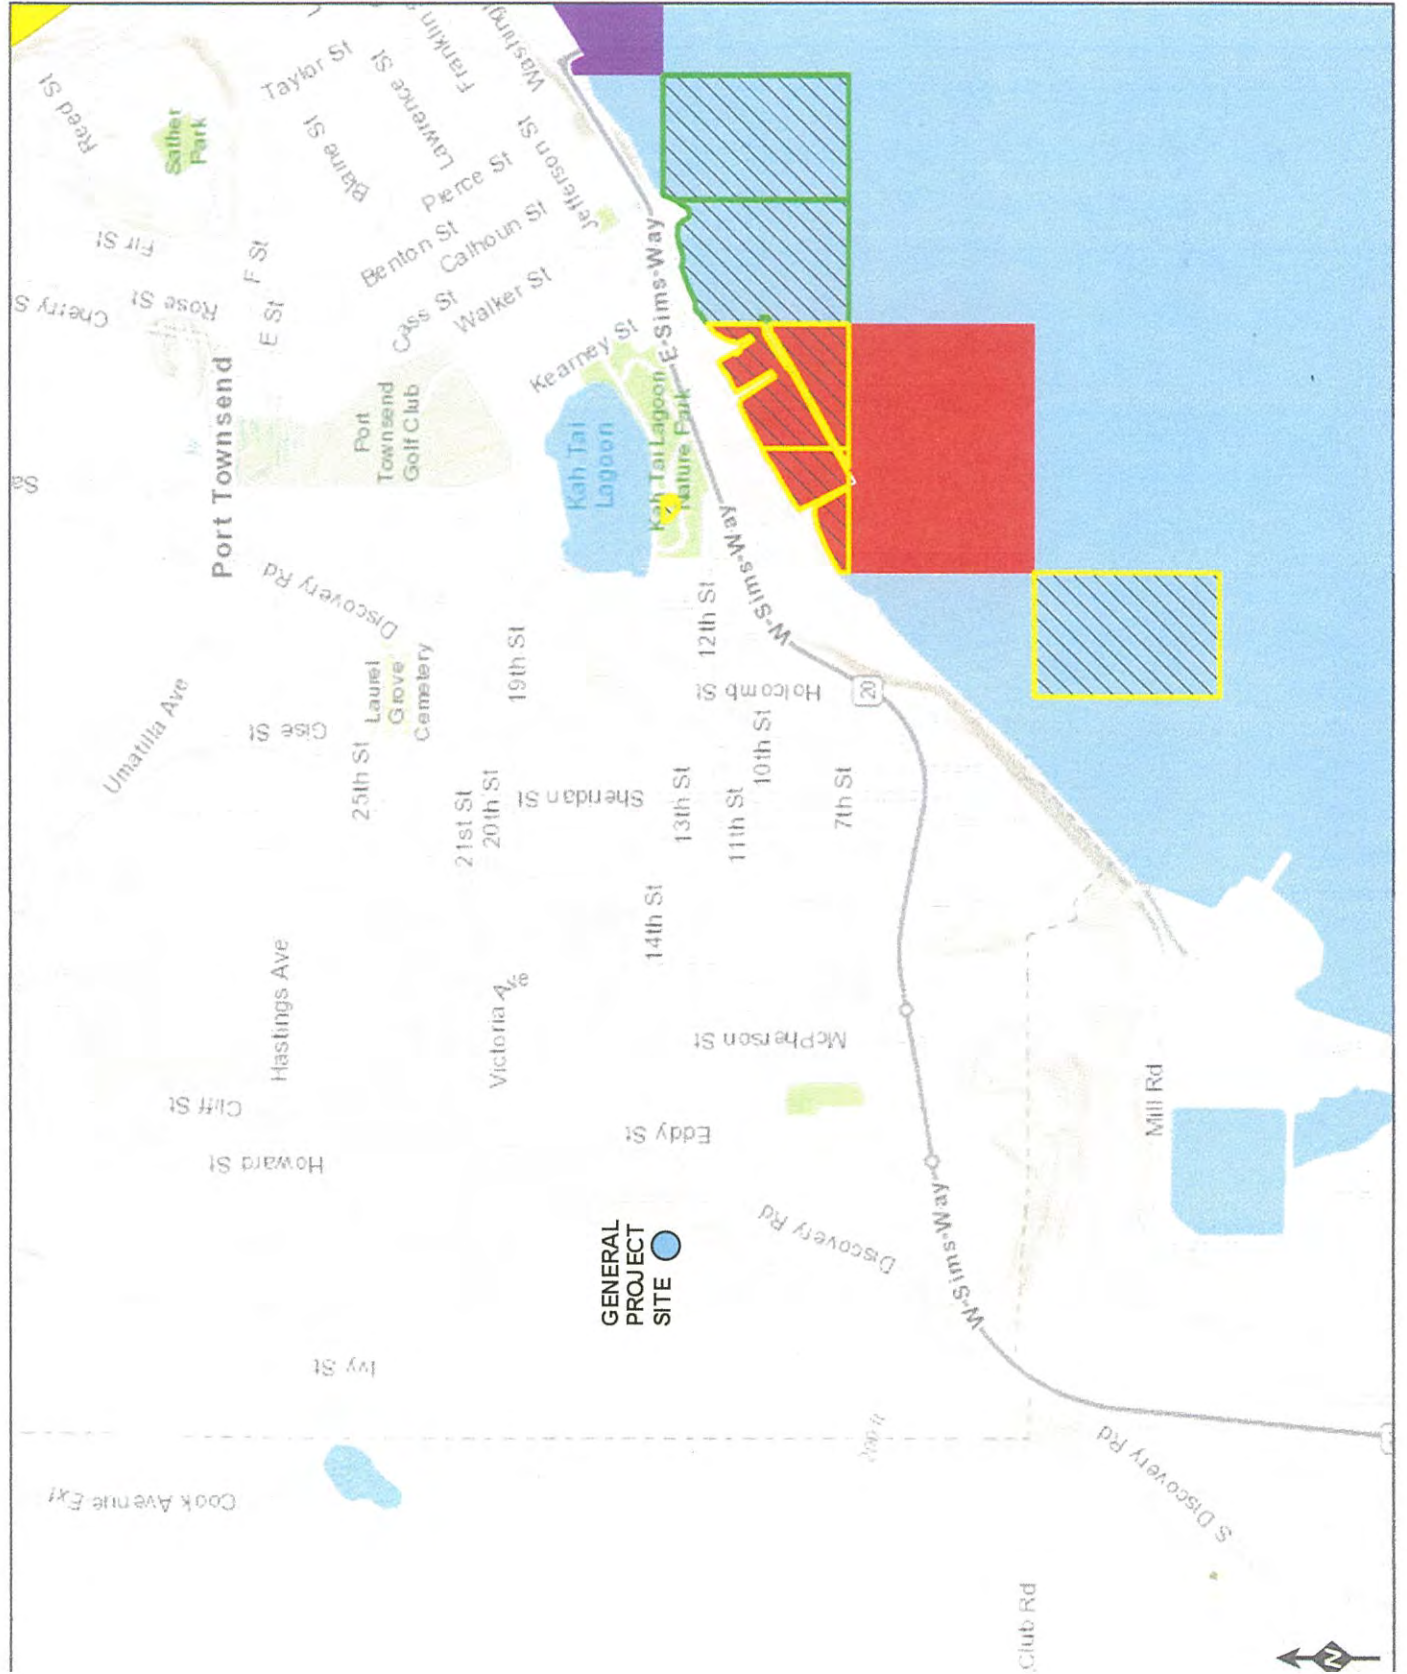 Reed St
Sather
Park
Taylor St
Blaine St
Lawrence St
Pierce St
Benton St
Calhoun St
Cass St
Walker St
Jefferson St
Kearney St
Fir St
F St
E St
Rose St
Port Townsend
Port
Townsend
Golf Club
Kah Tai
Lagoon
Kah Tai Lagoon
Nature Park
E-Sims-Way
W-Sims-Way
Discovery Rd
Laurel
Grove
Cemetery
Umatilla Ave
Gise St
25th St
19th St
21st St
20th St
Sheridan St
12th St
Holcomb St
20
10th St
13th St
11th St
7th St
14th St
Hastings Ave
Victoria Ave
McPherson St
Cliff St
Howard St
Eddy St
Mill Rd
GENERAL
PROJECT
SITE
Discovery Rd
W-Sims-Way
Ivy St
200 ft
Cook Avenue Ext
S Discovery Rd
Club Rd
N